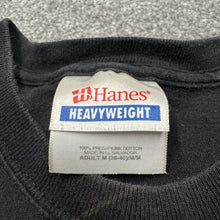 Hanes®
HEAVYWEIGHT
100% PRESHRUNK COTTON
MADE IN EL SALVADOR
ADULT M (38-40)/M/M